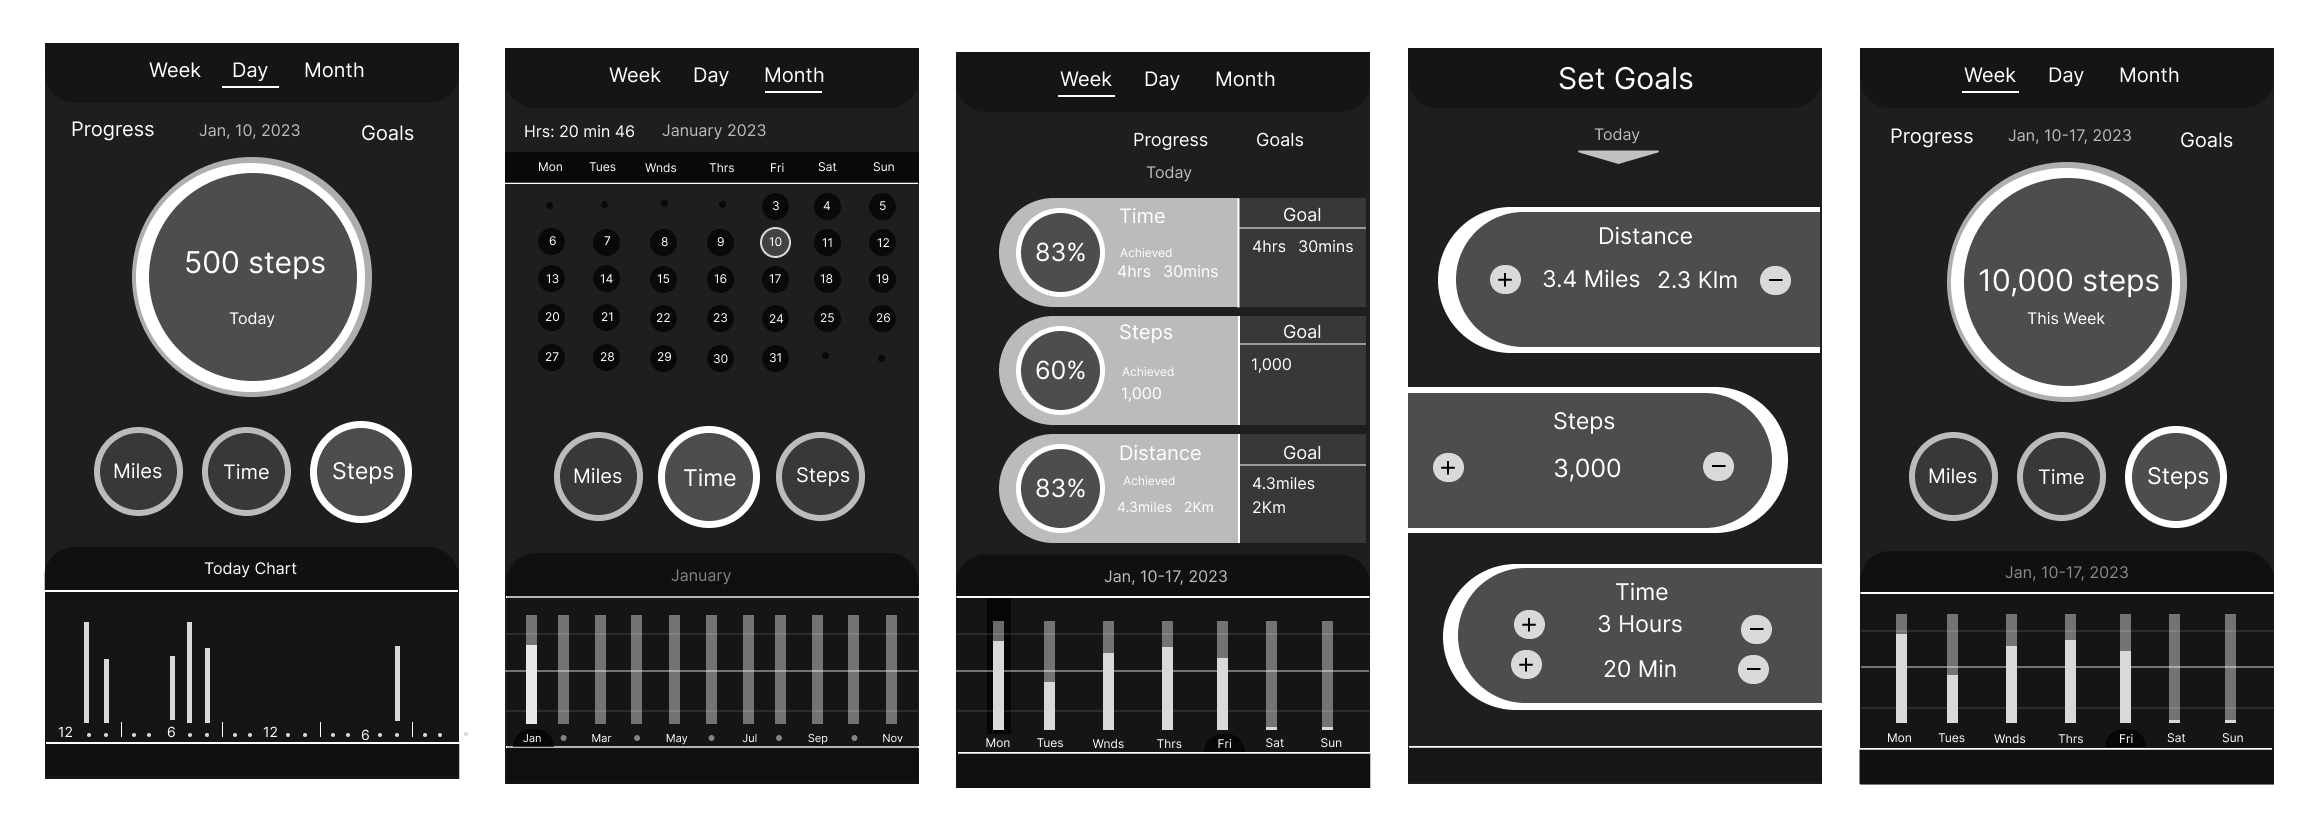 Week Day Month
Progress Jan, 10, 2023 Goals
500 steps
Today
Miles Time Steps
Today Chart
12 6 12 6
Week Day Month
Hrs: 20 min 46 January 2023
Mon Tues Wnds Thrs Fri Sat Sun
3 4 5
6 7 8 9 10 11 12
13 14 15 16 17 18 19
20 21 22 23 24 25 26
27 28 29 30 31
Miles Time Steps
January
Jan Mar May Jul Sep Nov
Week Day Month
Progress Goals
Today
83% Time Goal
Achieved
4hrs 30mins 4hrs 30mins
60% Steps Goal
Achieved
1,000 1,000
83% Distance Goal
Achieved 4.3miles
4.3miles 2Km 2Km
Jan, 10-17, 2023
Mon Tues Wnds Thrs Fri Sat Sun
Set Goals
Today
Distance
+ 3.4 Miles 2.3 Klm −
Steps
+ 3,000 −
Time
+ 3 Hours −
+ 20 Min −
Week Day Month
Progress Jan, 10-17, 2023 Goals
10,000 steps
This Week
Miles Time Steps
Jan, 10-17, 2023
Mon Tues Wnds Thrs Fri Sat Sun